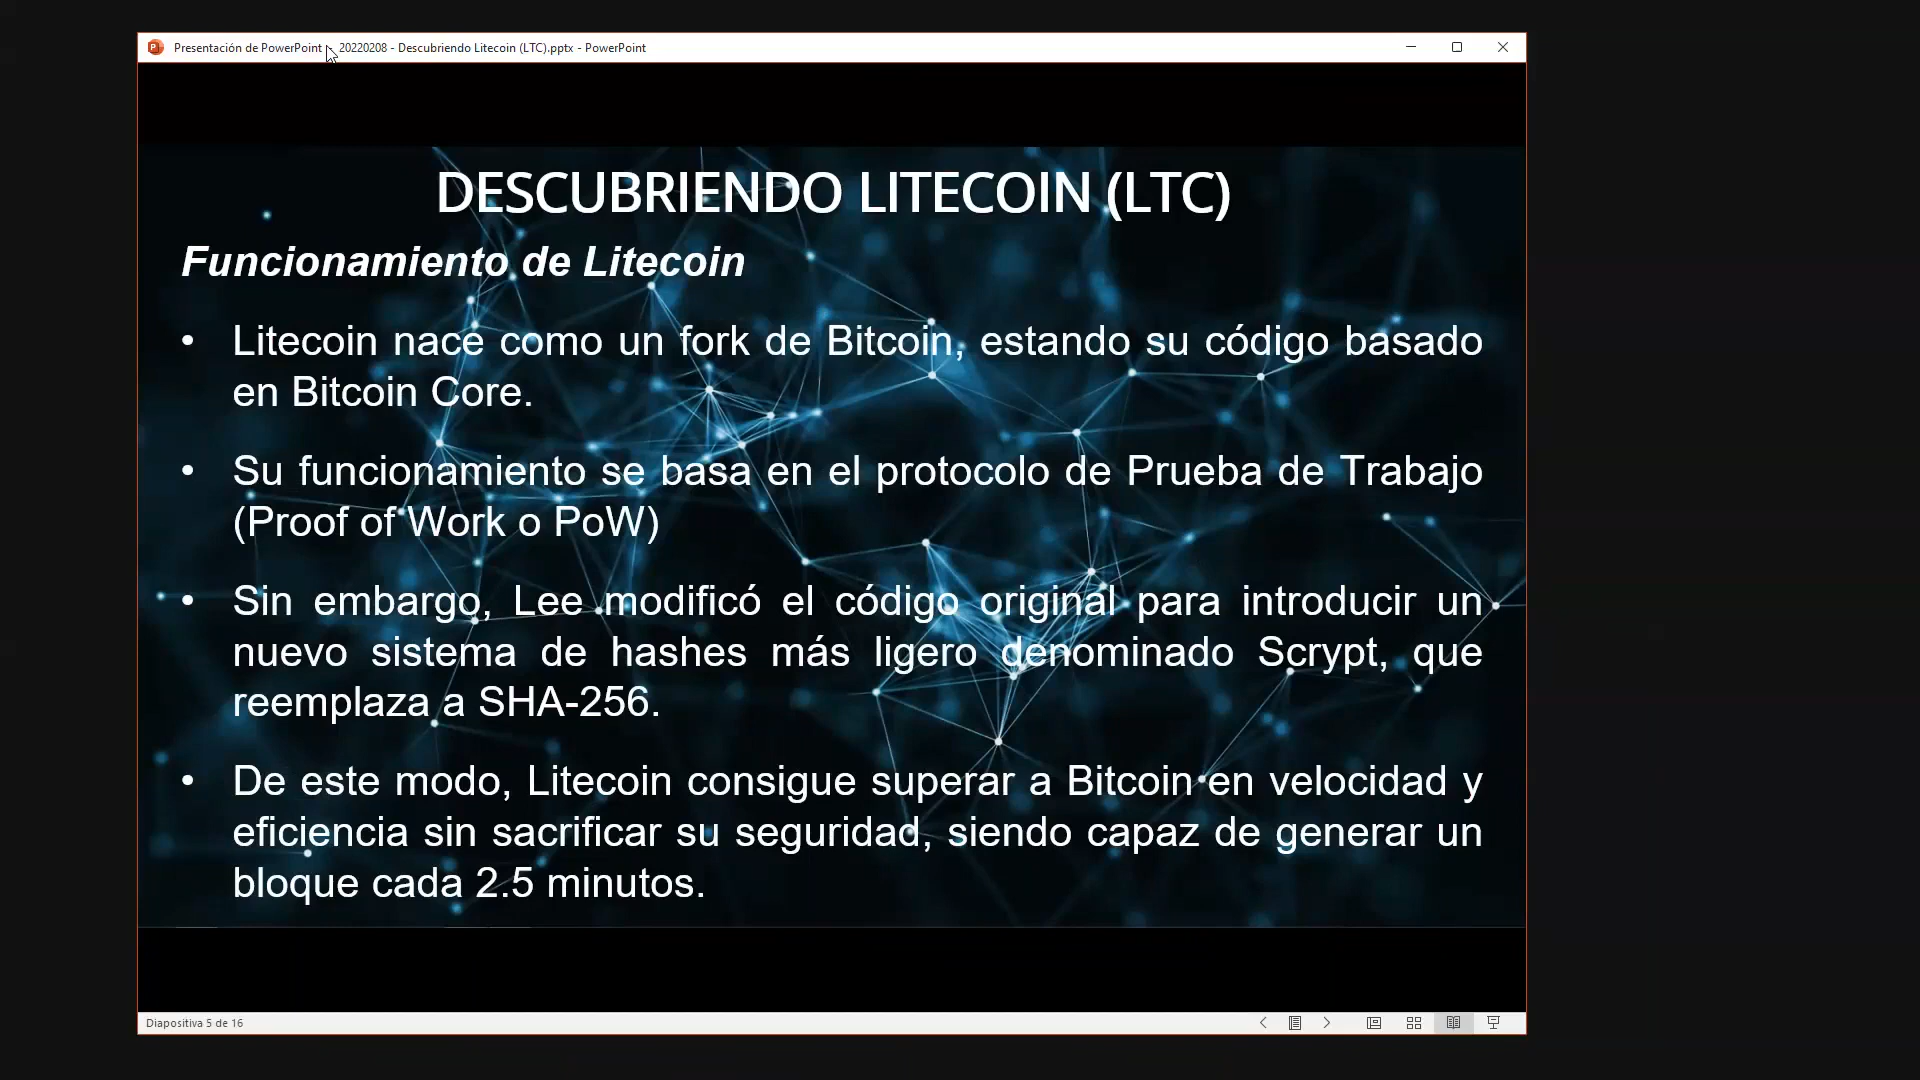 Presentación de PowerPoint - 20220208 - Descubriendo Litecoin (LTC).pptx - PowerPoint
DESCUBRIENDO LITECOIN (LTC)
Funcionamiento de Litecoin
• Litecoin nace como un fork de Bitcoin, estando su código basado
en Bitcoin Core.
• Su funcionamiento se basa en el protocolo de Prueba de Trabajo
(Proof of Work o PoW)
• Sin embargo, Lee modificó el código original para introducir un
nuevo sistema de hashes más ligero denominado Scrypt, que
reemplaza a SHA-256.
• De este modo, Litecoin consigue superar a Bitcoin en velocidad y
eficiencia sin sacrificar su seguridad, siendo capaz de generar un
bloque cada 2.5 minutos.
Diapositiva 5 de 16